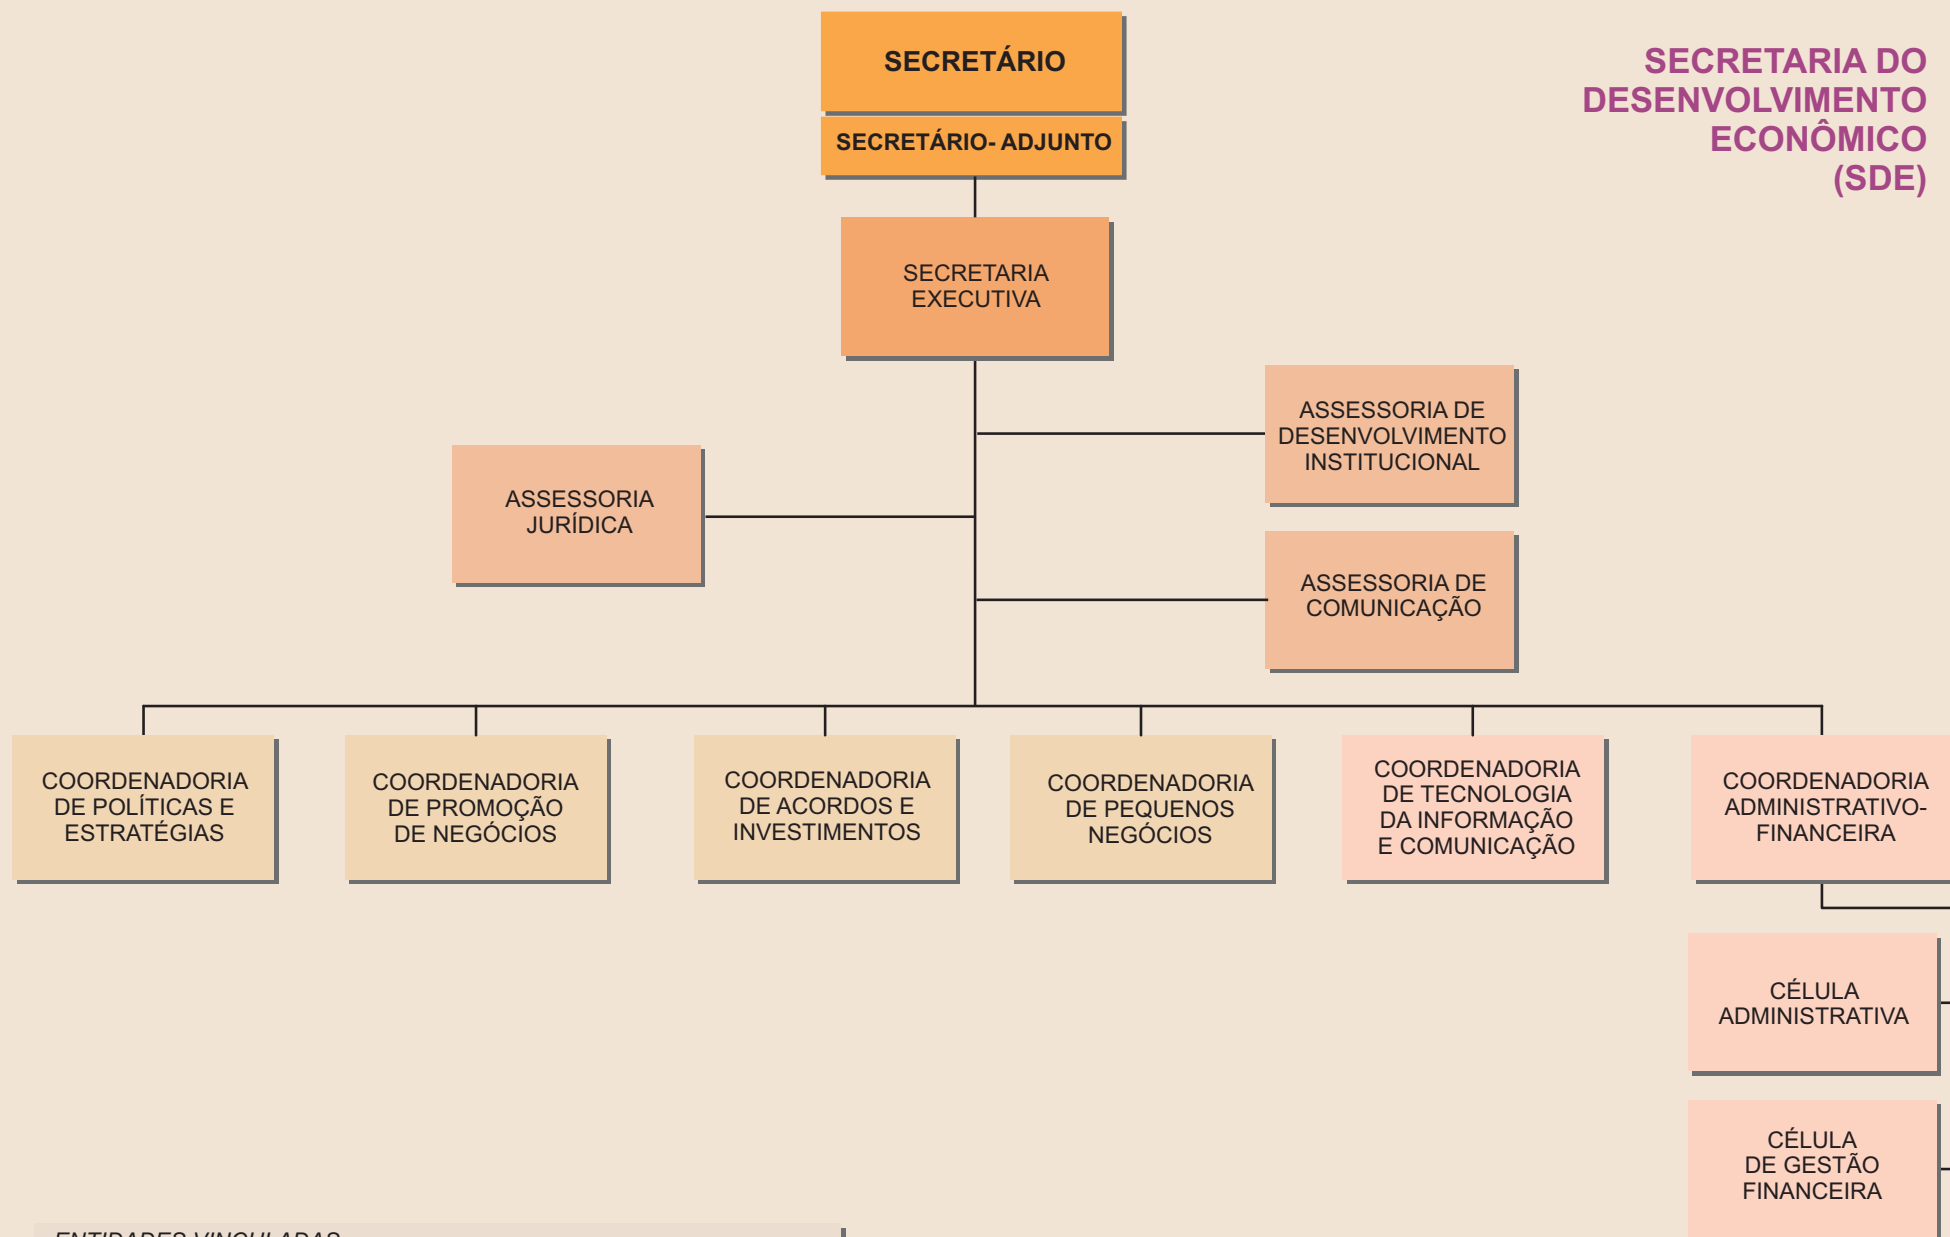 SECRETÁRIO
SECRETÁRIO- ADJUNTO
SECRETARIA DO
DESENVOLVIMENTO
ECONÔMICO
(SDE)
SECRETARIA
EXECUTIVA
ASSESSORIA DE
DESENVOLVIMENTO
INSTITUCIONAL
ASSESSORIA
JURÍDICA
ASSESSORIA DE
COMUNICAÇÃO
COORDENADORIA
DE POLÍTICAS E
ESTRATÉGIAS
COORDENADORIA
DE PROMOÇÃO
DE NEGÓCIOS
COORDENADORIA
DE ACORDOS E
INVESTIMENTOS
COORDENADORIA
DE PEQUENOS
NEGÓCIOS
COORDENADORIA
DE TECNOLOGIA
DA INFORMAÇÃO
E COMUNICAÇÃO
COORDENADORIA
ADMINISTRATIVO-
FINANCEIRA
CÉLULA
ADMINISTRATIVA
CÉLULA
DE GESTÃO
FINANCEIRA
ENTIDADES VINCULADAS